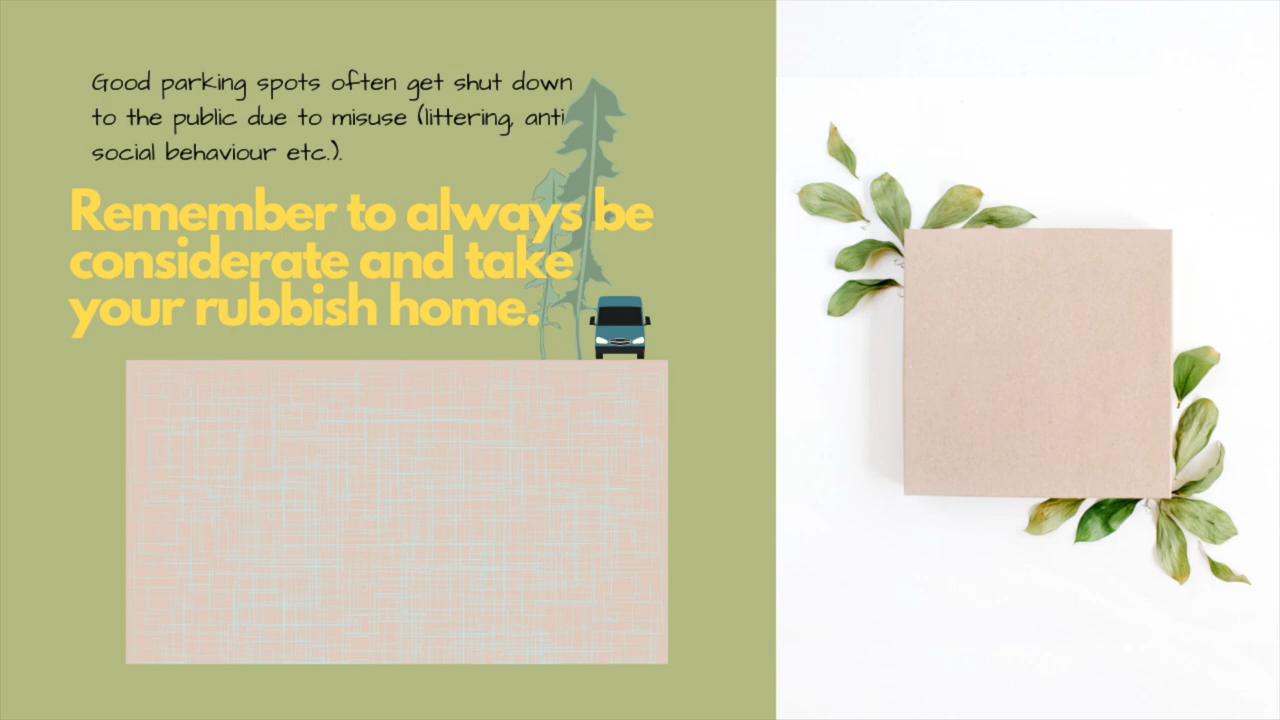 Good parking spots often get shut down
to the public due to misuse (littering, anti
social behaviour etc.).
Remember to always be
considerate and take
your rubbish home.